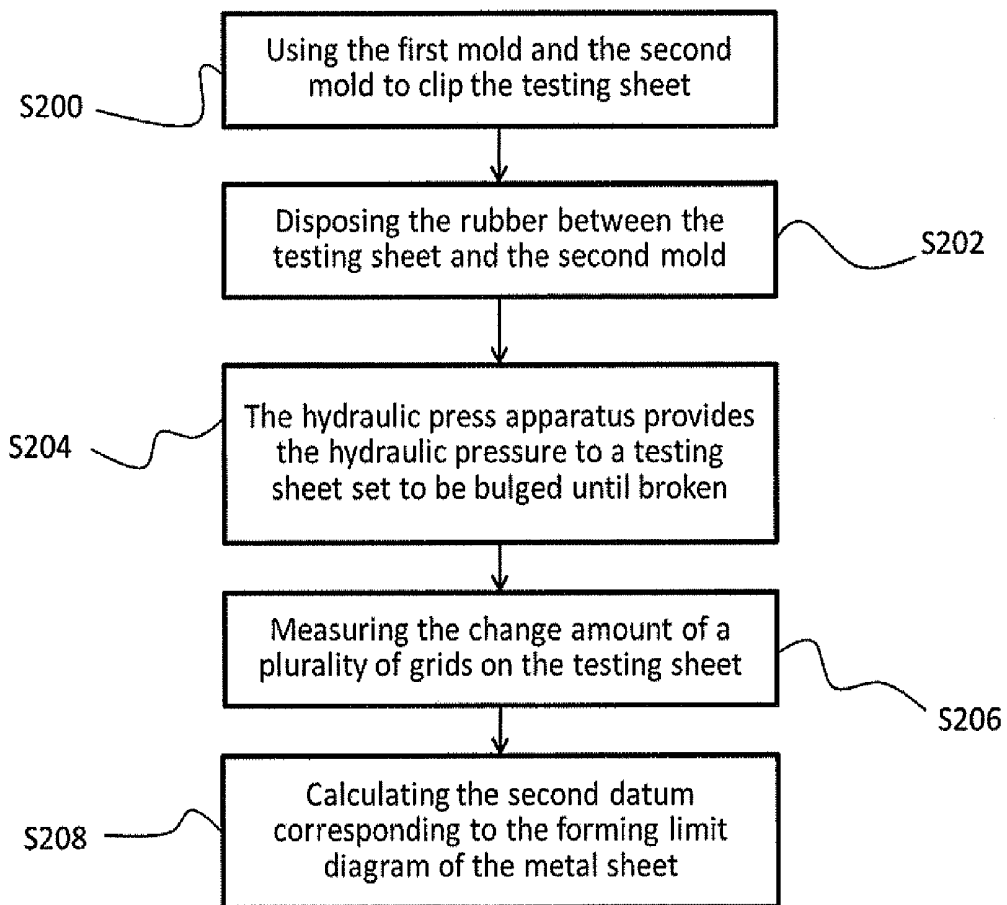 Using the first mold and the second
mold to clip the testing sheet
S200
Disposing the rubber between the
testing sheet and the second mold
S202
The hydraulic press apparatus provides
the hydraulic pressure to a testing
sheet set to be bulged until broken
S204
Measuring the change amount of a
plurality of grids on the testing sheet
S206
Calculating the second datum
corresponding to the forming limit
diagram of the metal sheet
S208